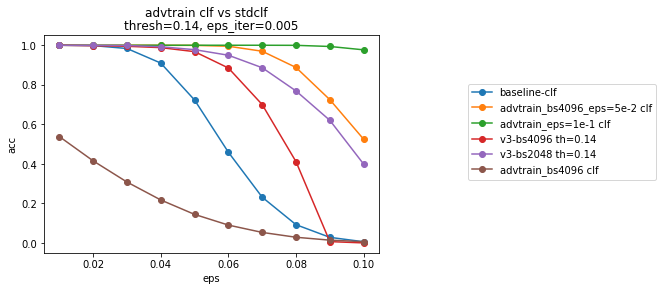 advtrain clf vs stdclf
thresh=0.14, eps_iter=0.005
acc
1.0
0.8
0.6
0.4
0.2
0.0
0.02
0.04
0.06
0.08
0.10
eps
baseline-clf
advtrain_bs4096_eps=5e-2 clf
advtrain_eps=1e-1 clf
v3-bs4096 th=0.14
v3-bs2048 th=0.14
advtrain_bs4096 clf